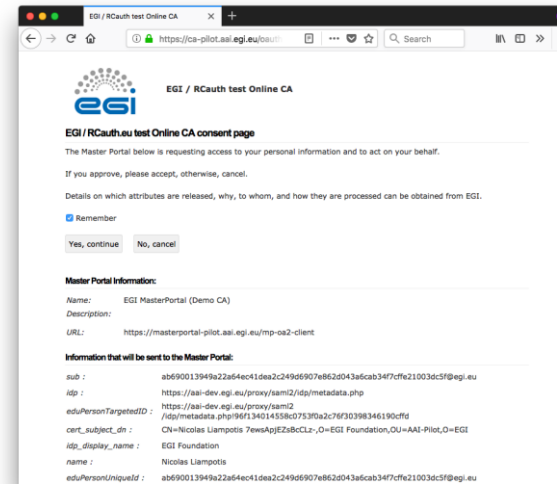 EGI / RCauth test Online CA
https://ca-pilot.aai.egi.eu/oauth
Search
egi
EGI / RCauth test Online CA
EGI / RCauth.eu test Online CA consent page
The Master Portal below is requesting access to your personal information and to act on your behalf.
If you approve, please accept, otherwise, cancel.
Details on which attributes are released, why, to whom, and how they are processed can be obtained from EGI.
Remember
Yes, continue No, cancel
Master Portal Information:
Name: EGI MasterPortal (Demo CA)
Description:
URL: https://masterportal-pilot.aai.egi.eu/mp-oa2-client
Information that will be sent to the Master Portal:
sub : ab690013949a22a64ec41dea2c249d6907e862d043a6cab34f7cffe21003dc5f@egi.eu
idp : https://aai-dev.egi.eu/proxy/saml2/idp/metadata.php
eduPersonTargetedID : https://aai-dev.egi.eu/proxy/saml2
/idp/metadata.php!96f134014558c0753f0a2c76f30398346190cffd
cert_subject_dn : CN=Nicolas Liampotis 7ewsApjEZsBcCLz-,O=EGI Foundation,OU=AAI-Pilot,O=EGI
idp_display_name : EGI Foundation
name : Nicolas Liampotis
eduPersonUniqueId : ab690013949a22a64ec41dea2c249d6907e862d043a6cab34f7cffe21003dc5f@egi.eu